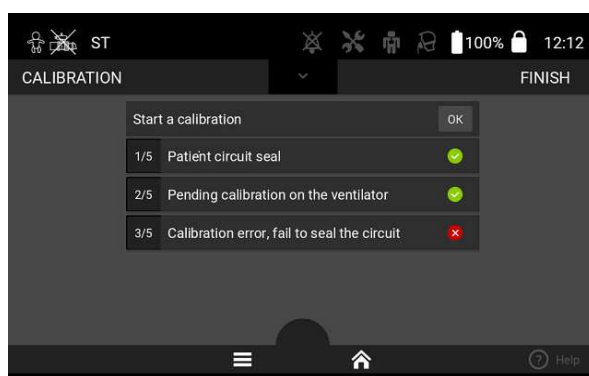 ST 100% 12:12
CALIBRATION FINISH
Start a calibration OK
1/5 Patient circuit seal
2/5 Pending calibration on the ventilator
3/5 Calibration error, fail to seal the circuit
? Help